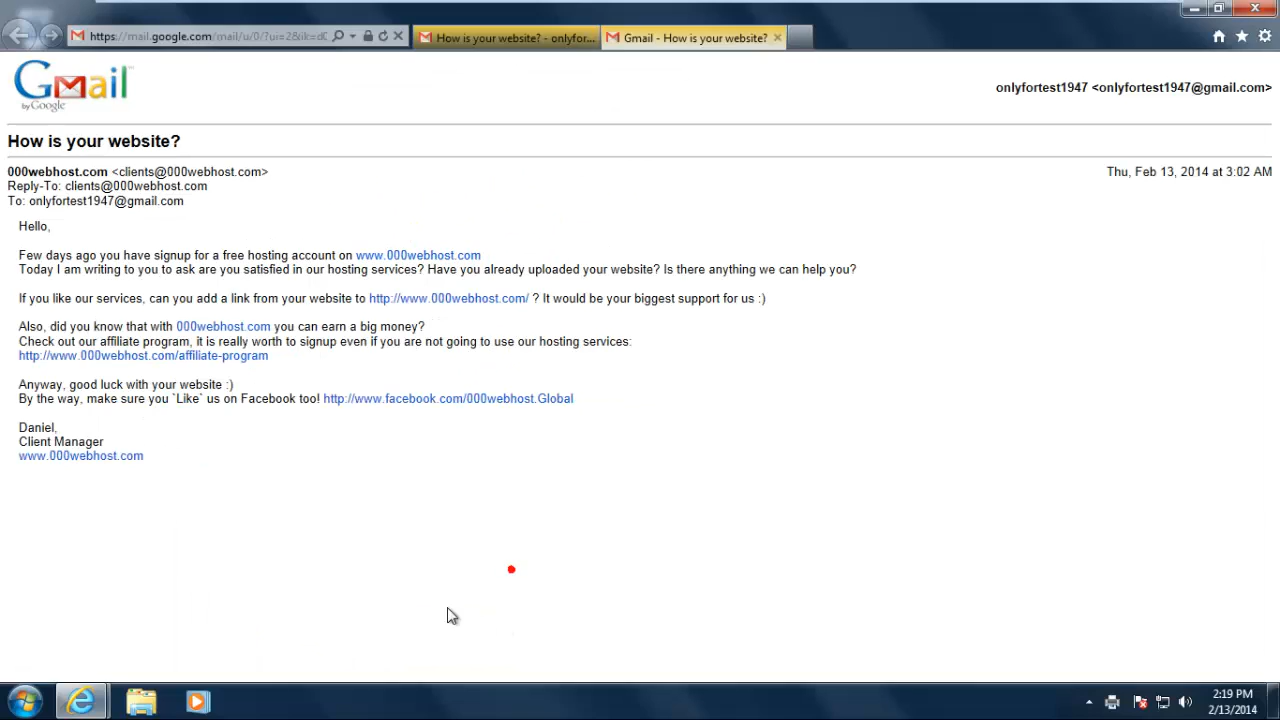 https://mail.google.com/mail/u/0/?ui=2&ik=d
How is your website? - onlyfor...
Gmail - How is your website?
Gmail
by Google
onlyfortest1947 <onlyfortest1947@gmail.com>
How is your website?
000webhost.com <clients@000webhost.com>
Thu, Feb 13, 2014 at 3:02 AM
Reply-To: clients@000webhost.com
To: onlyfortest1947@gmail.com
Hello,
Few days ago you have signup for a free hosting account on www.000webhost.com
Today I am writing to you to ask are you satisfied in our hosting services? Have you already uploaded your website? Is there anything we can help you?
If you like our services, can you add a link from your website to http://www.000webhost.com/ ? It would be your biggest support for us :)
Also, did you know that with 000webhost.com you can earn a big money?
Check out our affiliate program, it is really worth to signup even if you are not going to use our hosting services:
http://www.000webhost.com/affiliate-program
Anyway, good luck with your website :)
By the way, make sure you `Like` us on Facebook too! http://www.facebook.com/000webhost.Global
Daniel,
Client Manager
www.000webhost.com
2:19 PM
2/13/2014